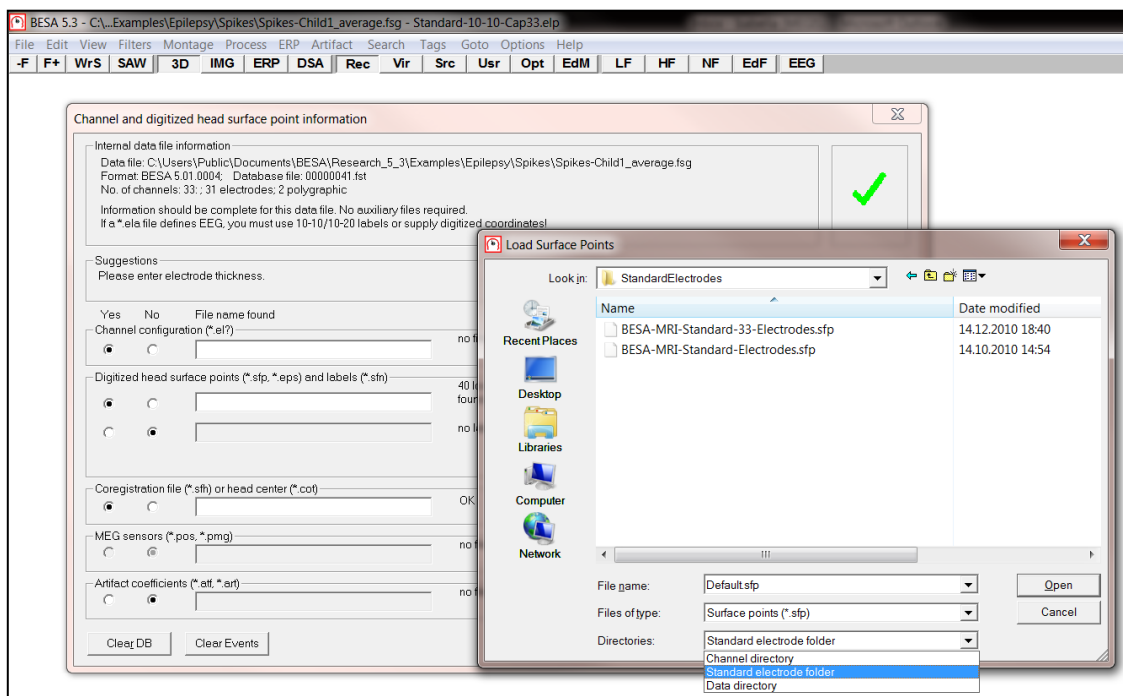 BESA 5.3 - C:\...Examples\Epilepsy\Spikes\Spikes-Child1_average.fsg - Standard-10-10-Cap33.elp
File Edit View Filters Montage Process ERP Artifact Search Tags Goto Options Help
-F F+ WrS SAW 3D IMG ERP DSA Rec Vir Src Usr Opt EdM LF HF NF EdF EEG
Channel and digitized head surface point information
Internal data file information
Data file: C:\Users\Public\Documents\BESA\Research_5_3\Examples\Epilepsy\Spikes\Spikes-Child1_average.fsg
Format: BESA 5.01.0004; Database file: 00000041.fst
No. of channels: 33: ; 31 electrodes; 2 polygraphic
Information should be complete for this data file. No auxiliary files required.
If a *.ela file defines EEG, you must use 10-10/10-20 labels or supply digitized coordinates!
Suggestions
Please enter electrode thickness.
Yes No File name found
Channel configuration (*.el?)
no
Digitized head surface points (*.sfp, *.eps) and labels (*.sfn)
40
no
Coregistration file (*.sfh) or head center (*.cot)
OK
MEG sensors (*.pos, *.pmg)
no
Artifact coefficients (*.atf, *.art)
no
Clear DB Clear Events
Load Surface Points
Look in: StandardElectrodes
Name Date modified
BESA-MRI-Standard-33-Electrodes.sfp 14.12.2010 18:40
BESA-MRI-Standard-Electrodes.sfp 14.10.2010 14:54
Recent Places
Desktop
Libraries
Computer
Network
File name: Default.sfp Open
Files of type: Surface points (*.sfp) Cancel
Directories: Standard electrode folder
Channel directory
Standard electrode folder
Data directory